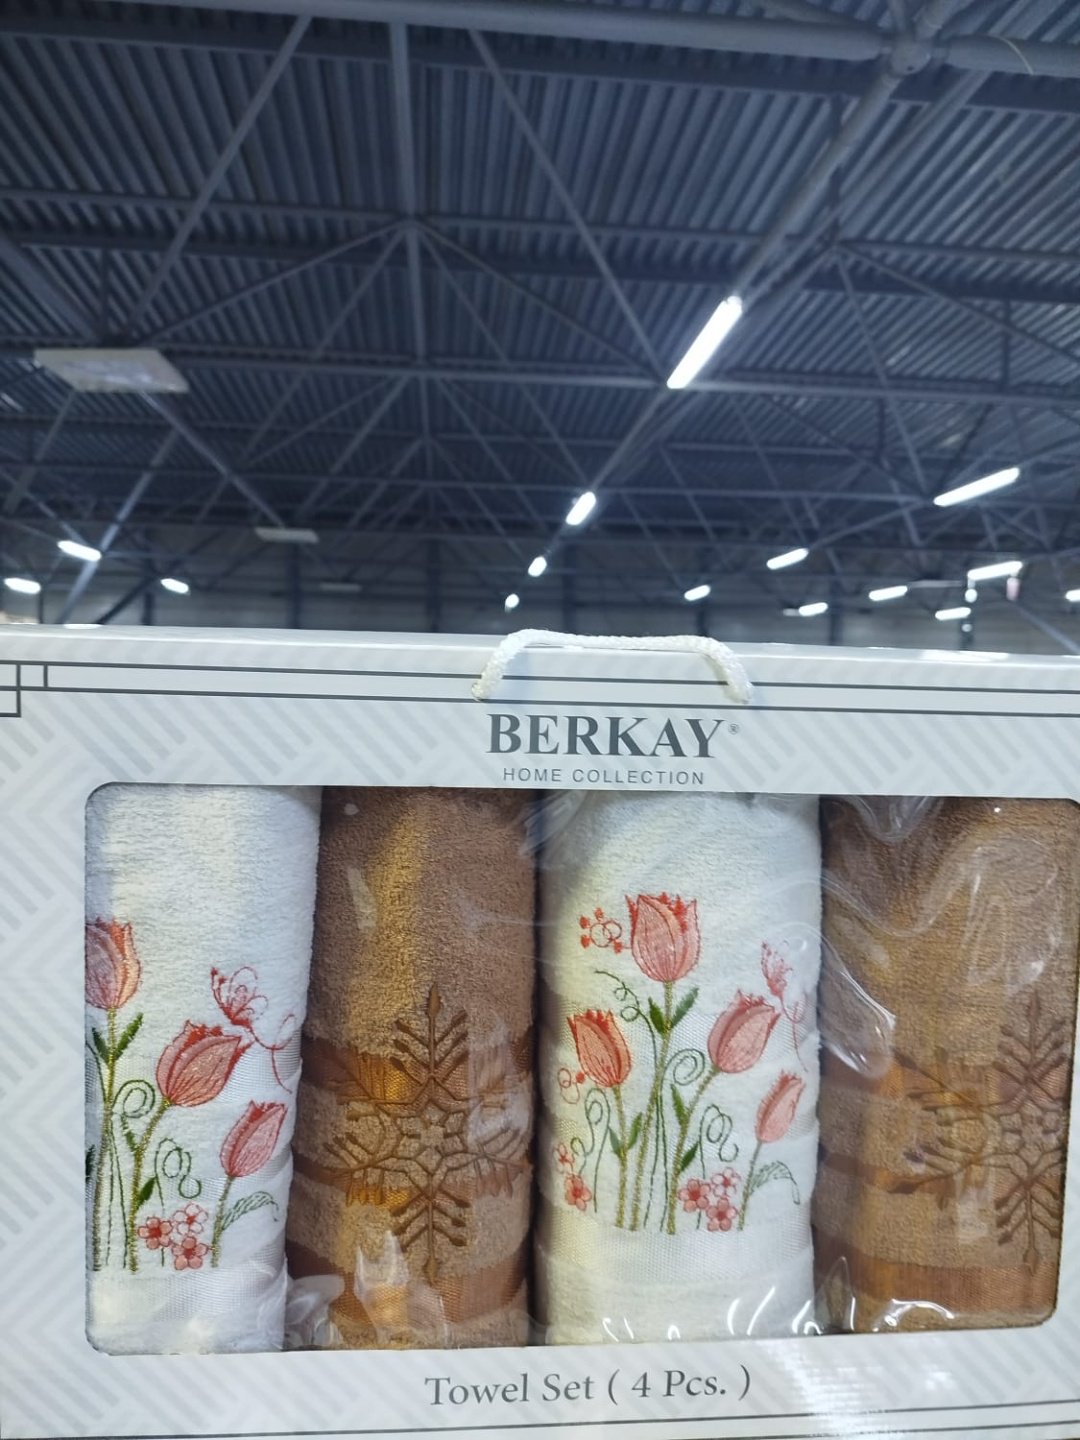 BERKAY®
HOME COLLECTION
Towel Set ( 4 Pcs. )